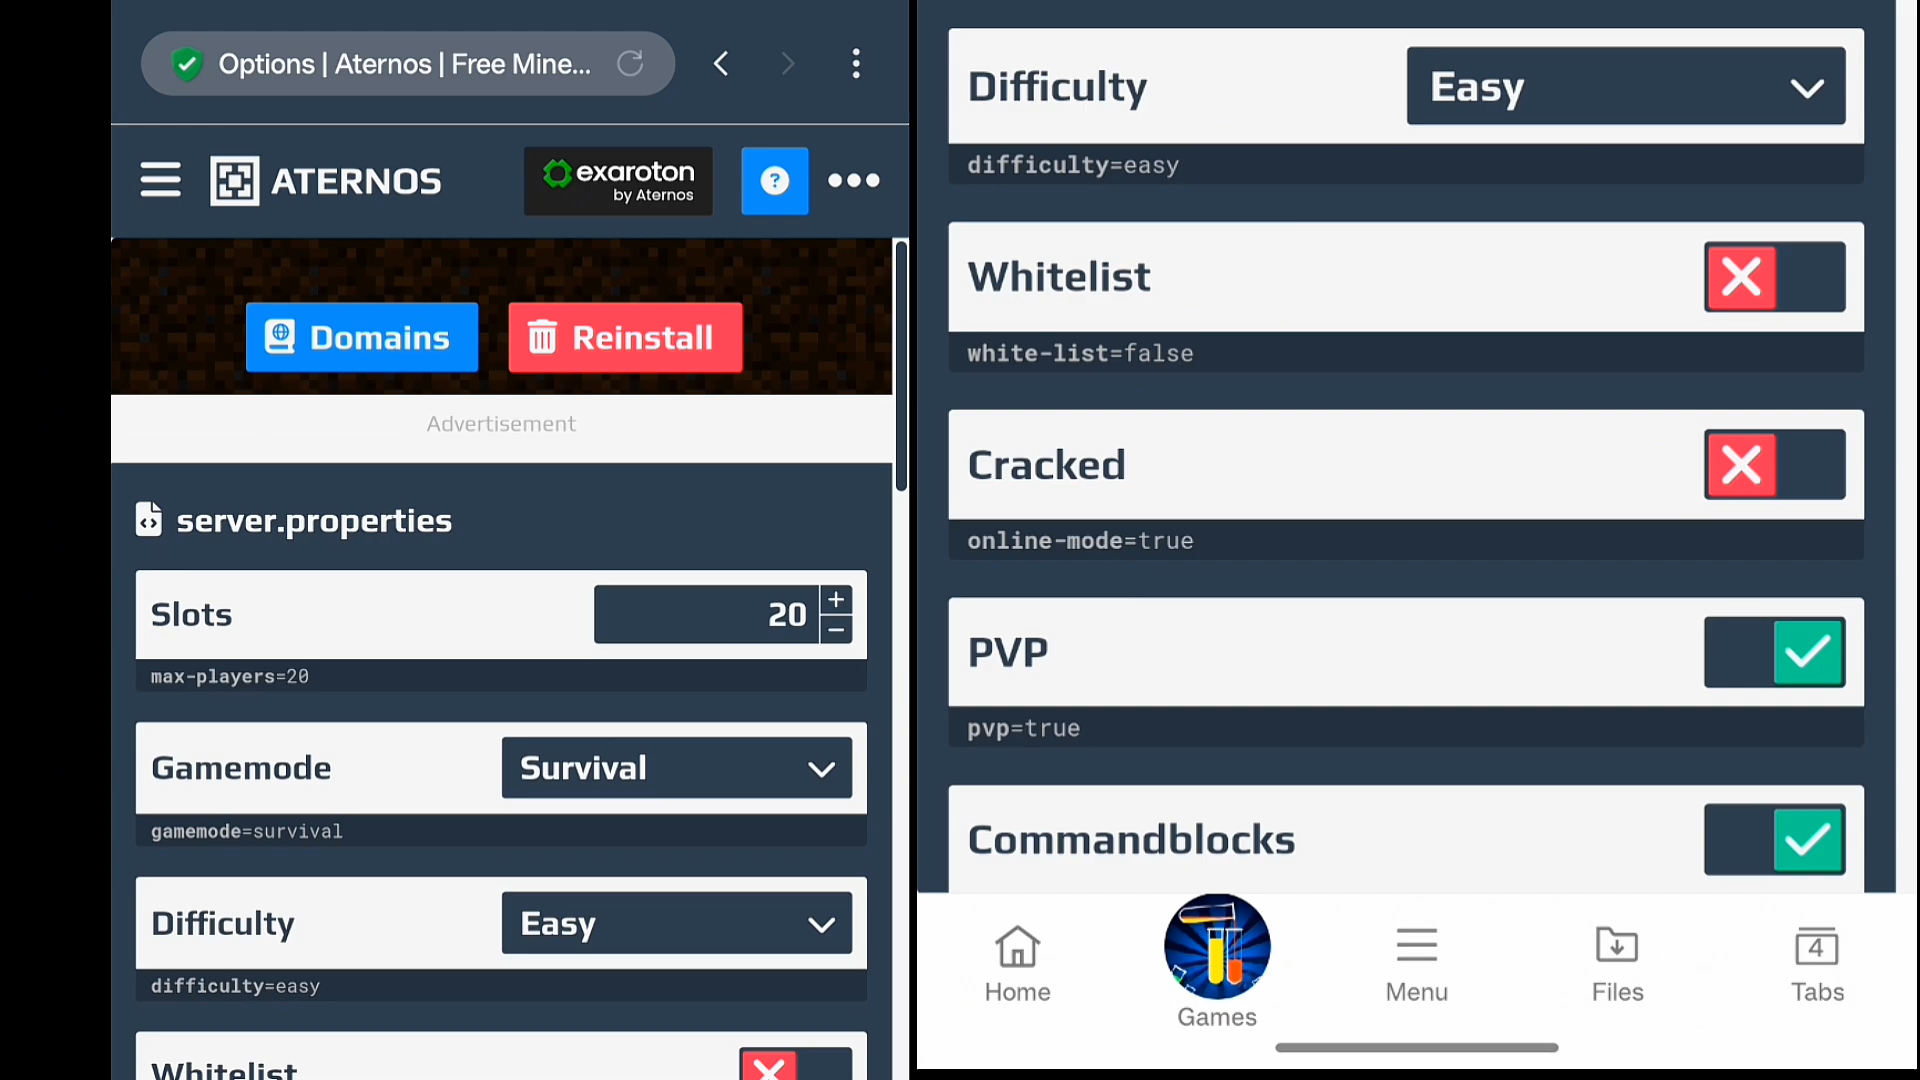 Options | Aternos | Free Mine...
ATERNOS
exaroton
by Aternos
?
Domains
Reinstall
Advertisement
server.properties
Slots
20
+
−
max-players=20
Gamemode
Survival
gamemode=survival
Difficulty
Easy
difficulty=easy
Whitelist
Difficulty
Easy
difficulty=easy
Whitelist
white-list=false
Cracked
online-mode=true
PVP
pvp=true
Commandblocks
Home
Games
Menu
Files
4
Tabs